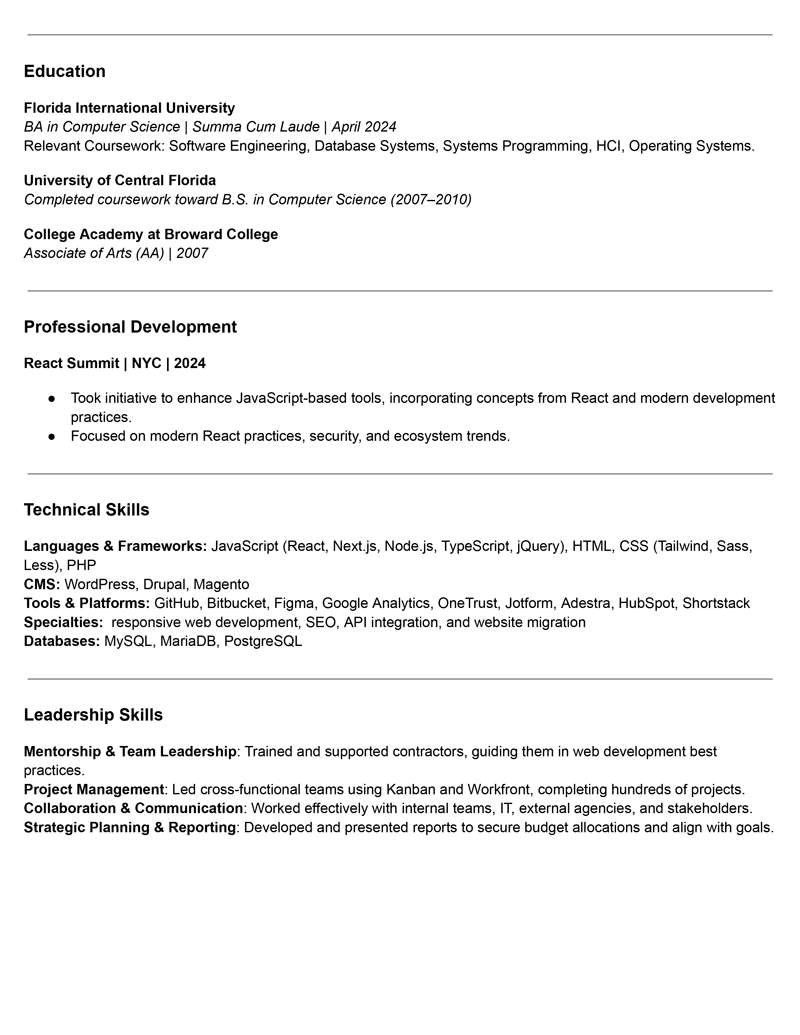 Education
Florida International University
BA in Computer Science | Summa Cum Laude | April 2024
Relevant Coursework: Software Engineering, Database Systems, Systems Programming, HCI, Operating Systems.
University of Central Florida
Completed coursework toward B.S. in Computer Science (2007–2010)
College Academy at Broward College
Associate of Arts (AA) | 2007
Professional Development
React Summit | NYC | 2024
● Took initiative to enhance JavaScript-based tools, incorporating concepts from React and modern development
practices.
● Focused on modern React practices, security, and ecosystem trends.
Technical Skills
Languages & Frameworks: JavaScript (React, Next.js, Node.js, TypeScript, jQuery), HTML, CSS (Tailwind, Sass,
Less), PHP
CMS: WordPress, Drupal, Magento
Tools & Platforms: GitHub, Bitbucket, Figma, Google Analytics, OneTrust, Jotform, Adestra, HubSpot, Shortstack
Specialties:  responsive web development, SEO, API integration, and website migration
Databases: MySQL, MariaDB, PostgreSQL
Leadership Skills
Mentorship & Team Leadership: Trained and supported contractors, guiding them in web development best
practices.
Project Management: Led cross-functional teams using Kanban and Workfront, completing hundreds of projects.
Collaboration & Communication: Worked effectively with internal teams, IT, external agencies, and stakeholders.
Strategic Planning & Reporting: Developed and presented reports to secure budget allocations and align with goals.